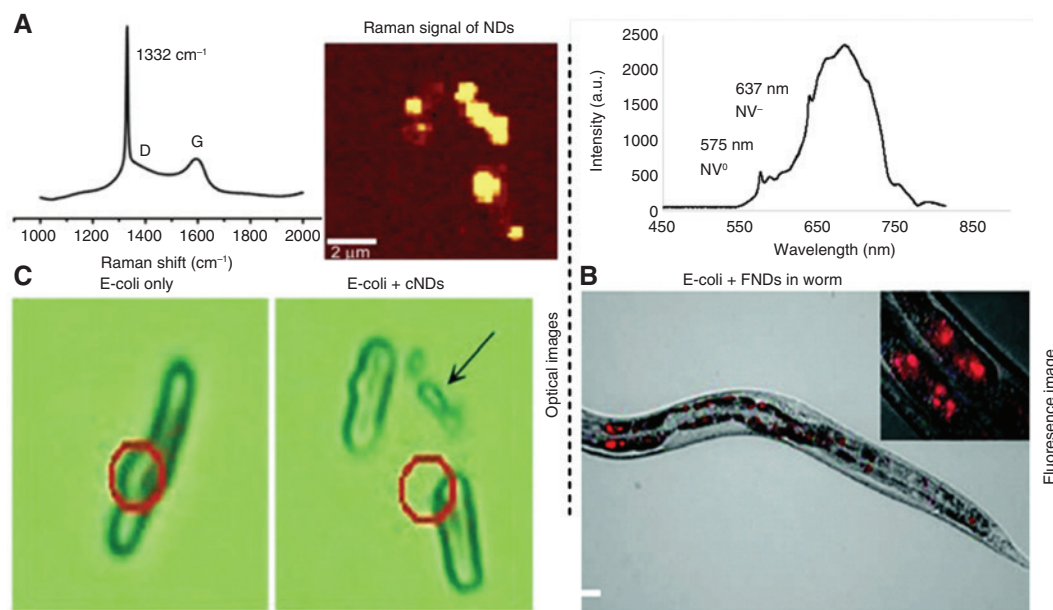 A
1332 cm⁻¹
D
G
1000 1200 1400 1600 1800 2000
Raman shift (cm⁻¹)
Raman signal of NDs
2 μm
2500
2000
1500
1000
500
0
Intensity (a.u.)
637 nm
NV⁻
575 nm
NV⁰
450 550 650 750 850
Wavelength (nm)
C
E-coli only
E-coli + cNDs
Optical images
B
E-coli + FNDs in worm
Fluoresence image